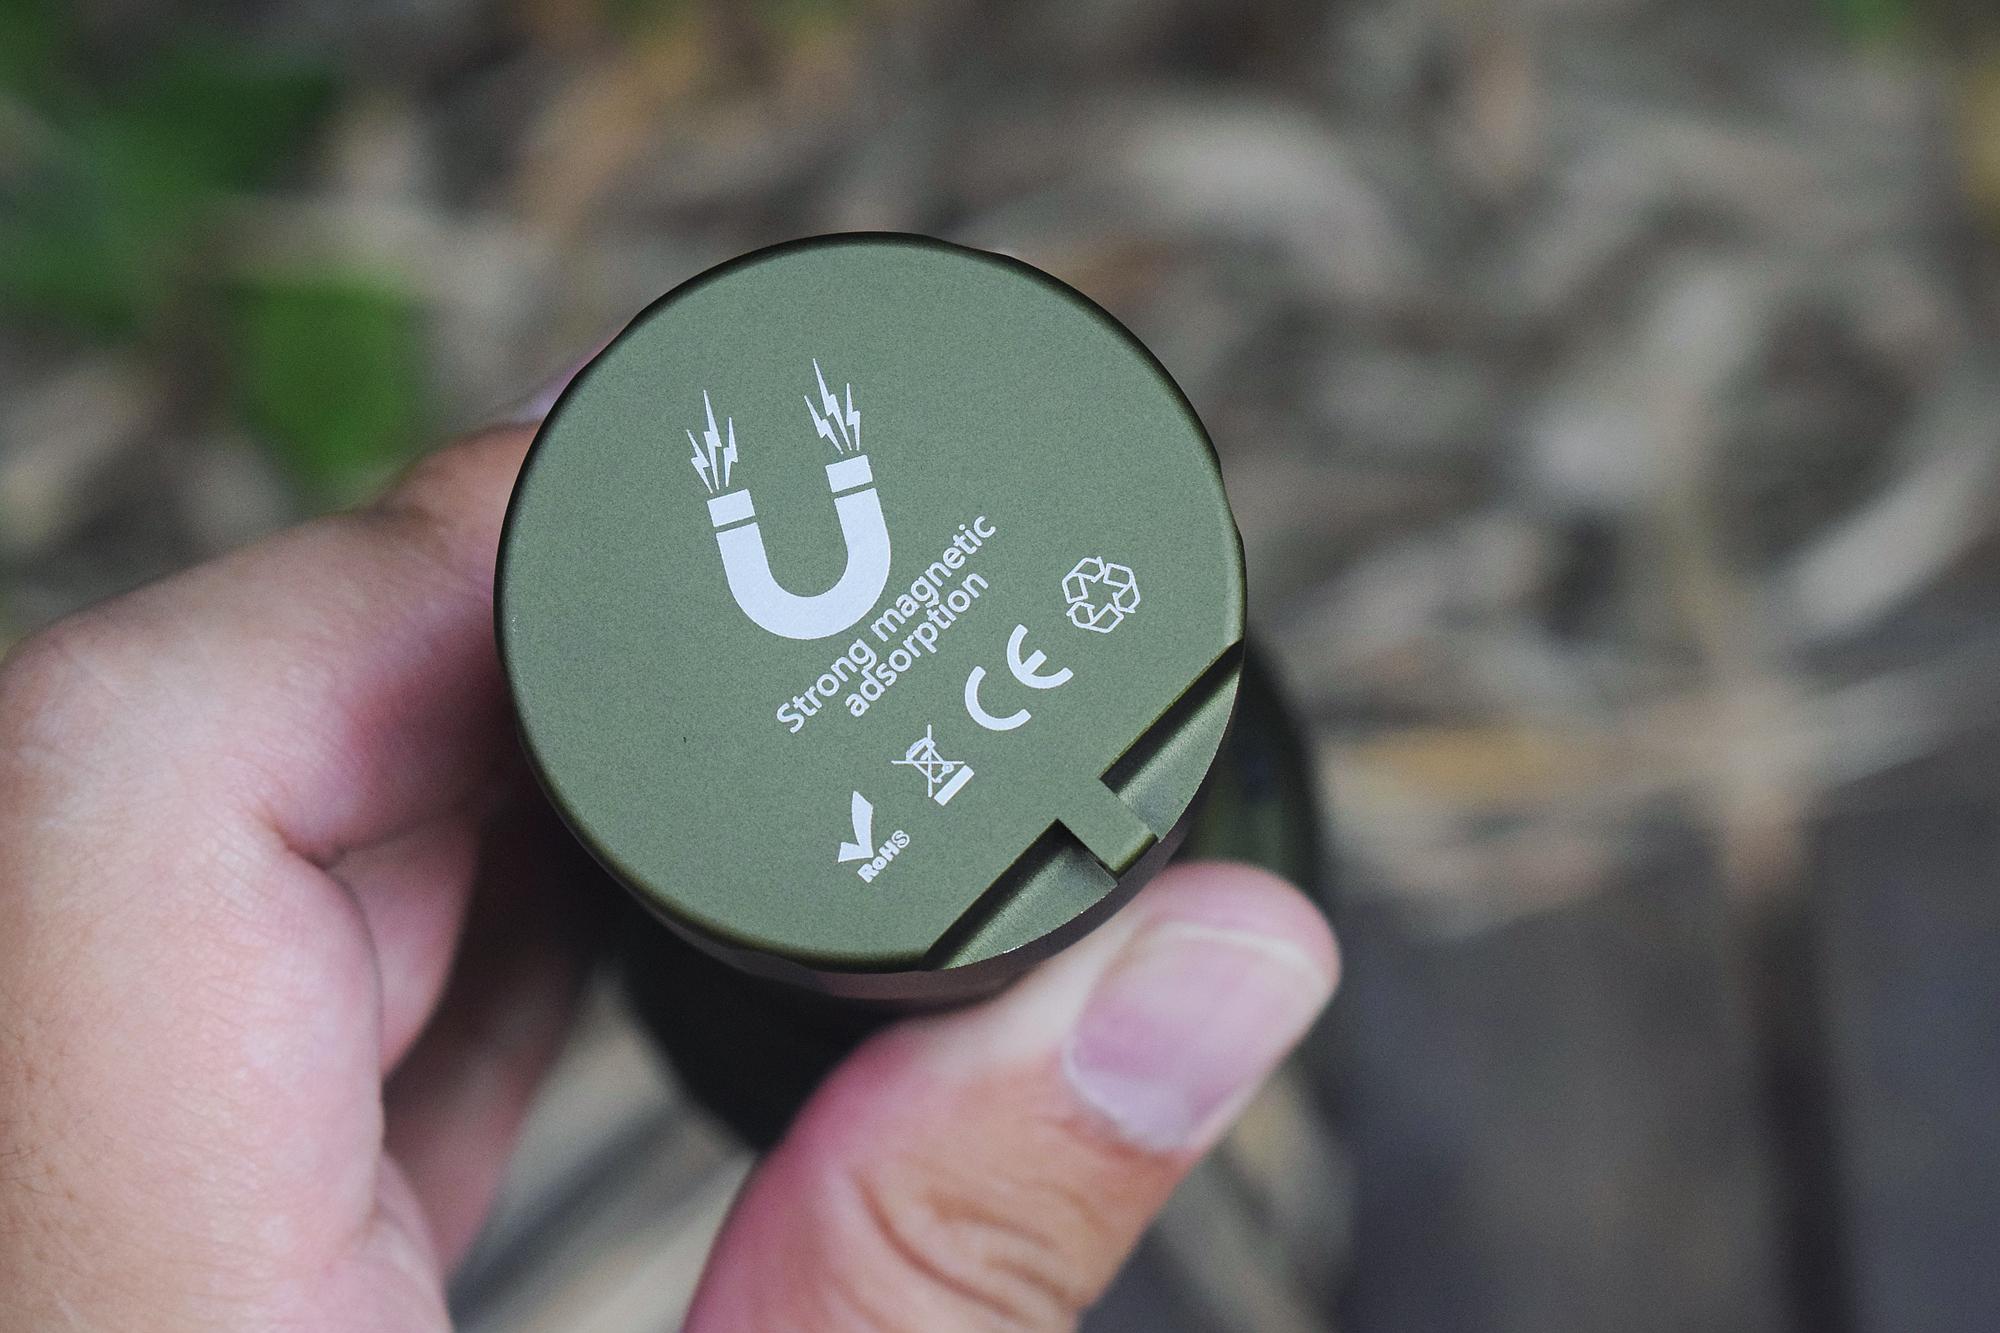 Strong magnetic
adsorption
CE
RoHS